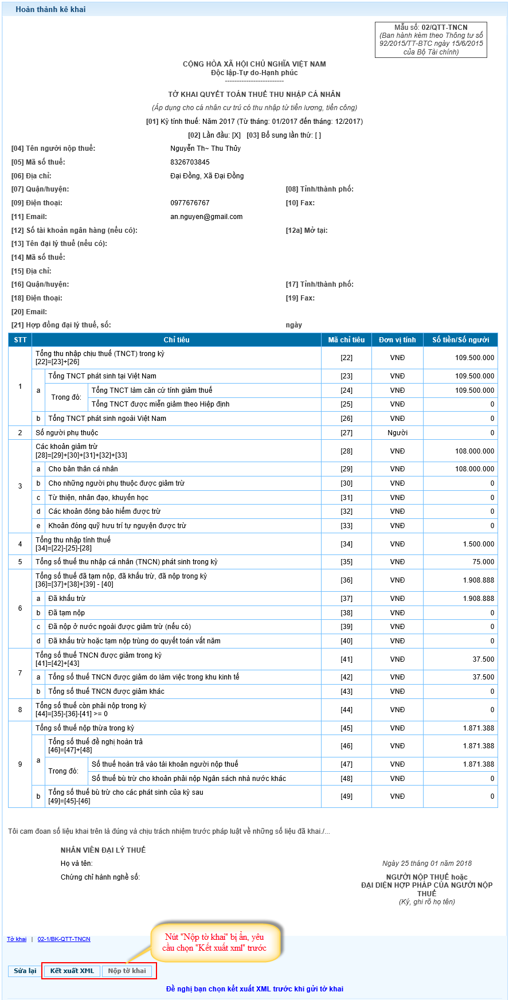 Hoàn thành kê khai
Mẫu số: 02/QTT-TNCN
(Ban hành kèm theo Thông tư số
92/2015/TT-BTC ngày 15/6/2015
của Bộ Tài chính)
CỘNG HÒA XÃ HỘI CHỦ NGHĨA VIỆT NAM
Độc lập-Tự do-Hạnh phúc
-------------------------
TỜ KHAI QUYẾT TOÁN THUẾ THU NHẬP CÁ NHÂN
(Áp dụng cho cá nhân cư trú có thu nhập từ tiền lương, tiền công)
[01] Kỳ tính thuế: Năm 2017 (Từ tháng: 01/2017 đến tháng: 12/2017)
[02] Lần đầu: [X] [03] Bổ sung lần thứ: [ ]
[04] Tên người nộp thuế: Nguyễn Th~ Thu Thủy
[05] Mã số thuế: 8326703845
[06] Địa chỉ: Đại Đồng, Xã Đại Đồng
[07] Quận/huyện: [08] Tỉnh/thành phố:
[09] Điện thoại: 0977676767 [10] Fax:
[11] Email: an.nguyen@gmail.com
[12] Số tài khoản ngân hàng (nếu có): [12a] Mở tại:
[13] Tên đại lý thuế (nếu có):
[14] Mã số thuế:
[15] Địa chỉ:
[16] Quận/huyện: [17] Tỉnh/thành phố:
[18] Điện thoại: [19] Fax:
[20] Email:
[21] Hợp đồng đại lý thuế, số: ngày
STT Chỉ tiêu Mã chỉ tiêu Đơn vị tính Số tiền/Số người
1 Tổng thu nhập chịu thuế (TNCT) trong kỳ
[22]=[23]+[26] [22] VNĐ 109.500.000
a Tổng TNCT phát sinh tại Việt Nam [23] VNĐ 109.500.000
Trong đó: Tổng TNCT làm căn cứ tính giảm thuế [24] VNĐ 109.500.000
Tổng TNCT được miễn giảm theo Hiệp định [25] VNĐ 0
b Tổng TNCT phát sinh ngoài Việt Nam [26] VNĐ 0
2 Số người phụ thuộc [27] Người 0
3 Các khoản giảm trừ
[28]=[29]+[30]+[31]+[32]+[33] [28] VNĐ 108.000.000
a Cho bản thân cá nhân [29] VNĐ 108.000.000
b Cho những người phụ thuộc được giảm trừ [30] VNĐ 0
c Từ thiện, nhân đạo, khuyến học [31] VNĐ 0
d Các khoản đóng bảo hiểm được trừ [32] VNĐ 0
e Khoản đóng quỹ hưu trí tự nguyện được trừ [33] VNĐ 0
4 Tổng thu nhập tính thuế
[34]=[22]-[25]-[28] [34] VNĐ 1.500.000
5 Tổng số thuế thu nhập cá nhân (TNCN) phát sinh trong kỳ [35] VNĐ 75.000
6 Tổng số thuế đã tạm nộp, đã khấu trừ, đã nộp trong kỳ
[36]=[37]+[38]+[39] - [40] [36] VNĐ 1.908.888
a Đã khấu trừ [37] VNĐ 1.908.888
b Đã tạm nộp [38] VNĐ 0
c Đã nộp ở nước ngoài được giảm trừ (nếu có) [39] VNĐ 0
d Đã khấu trừ hoặc tạm nộp trùng do quyết toán vắt năm [40] VNĐ 0
7 Tổng số thuế TNCN được giảm trong kỳ
[41]=[42]+[43] [41] VNĐ 37.500
a Tổng số thuế TNCN được giảm do làm việc trong khu kinh tế [42] VNĐ 37.500
b Tổng số thuế TNCN được giảm khác [43] VNĐ 0
8 Tổng số thuế còn phải nộp trong kỳ
[44]=[35]-[36]-[41] >= 0 [44] VNĐ 0
9 Tổng số thuế nộp thừa trong kỳ [45] VNĐ 1.871.388
a Tổng số thuế đề nghị hoàn trả
[46]=[47]+[48] [46] VNĐ 1.871.388
Trong đó: Số thuế hoàn trả vào tài khoản người nộp thuế [47] VNĐ 1.871.388
Số thuế bù trừ cho khoản phải nộp Ngân sách nhà nước khác [48] VNĐ 0
b Tổng số thuế bù trừ cho các phát sinh của kỳ sau
[49]=[45]-[46] [49] VNĐ 0
Tôi cam đoan số liệu khai trên là đúng và chịu trách nhiệm trước pháp luật về những số liệu đã khai./...
NHÂN VIÊN ĐẠI LÝ THUẾ
Họ và tên:
Chứng chỉ hành nghề số:
Ngày 25 tháng 01 năm 2018
NGƯỜI NỘP THUẾ hoặc
ĐẠI DIỆN HỢP PHÁP CỦA NGƯỜI NỘP
THUẾ
(Ký, ghi rõ họ tên)
Tờ khai | 02-1/BK-QTT-TNCN
Nút "Nộp tờ khai" bị ẩn, yêu
cầu chọn "Kết xuất xml" trước
Sửa lại Kết xuất XML Nộp tờ khai
Đề nghị bạn chọn kết xuất XML trước khi gửi tờ khai